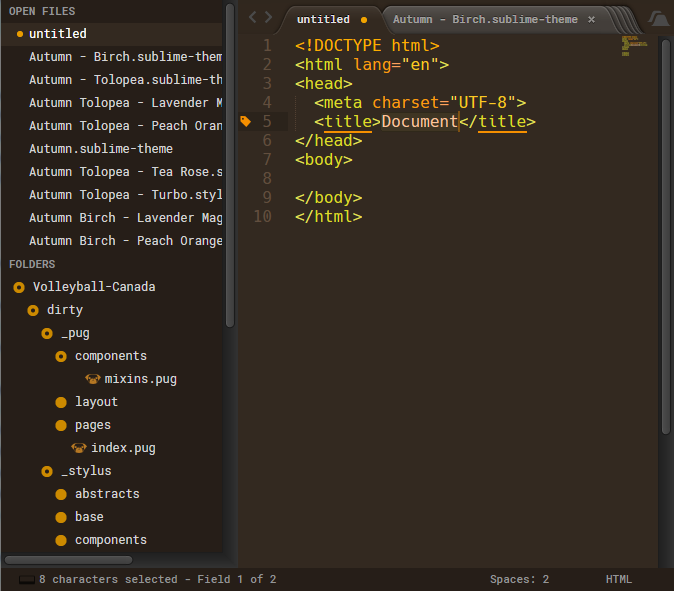 OPEN FILES
untitled
Autumn - Birch.sublime-them
Autumn - Tolopea.sublime-th
Autumn Tolopea - Lavender M
Autumn Tolopea - Peach Oran
Autumn.sublime-theme
Autumn Tolopea - Tea Rose.s
Autumn Tolopea - Turbo.styl
Autumn Birch - Lavender Mag
Autumn Birch - Peach Orange
FOLDERS
Volleyball-Canada
dirty
_pug
components
mixins.pug
layout
pages
index.pug
_stylus
abstracts
base
components
untitled
Autumn - Birch.sublime-theme ×
1 <!DOCTYPE html>
2 <html lang="en">
3 <head>
4 <meta charset="UTF-8">
5 <title>Document</title>
6 </head>
7 <body>
8
9 </body>
10 </html>
8 characters selected - Field 1 of 2
Spaces: 2
HTML